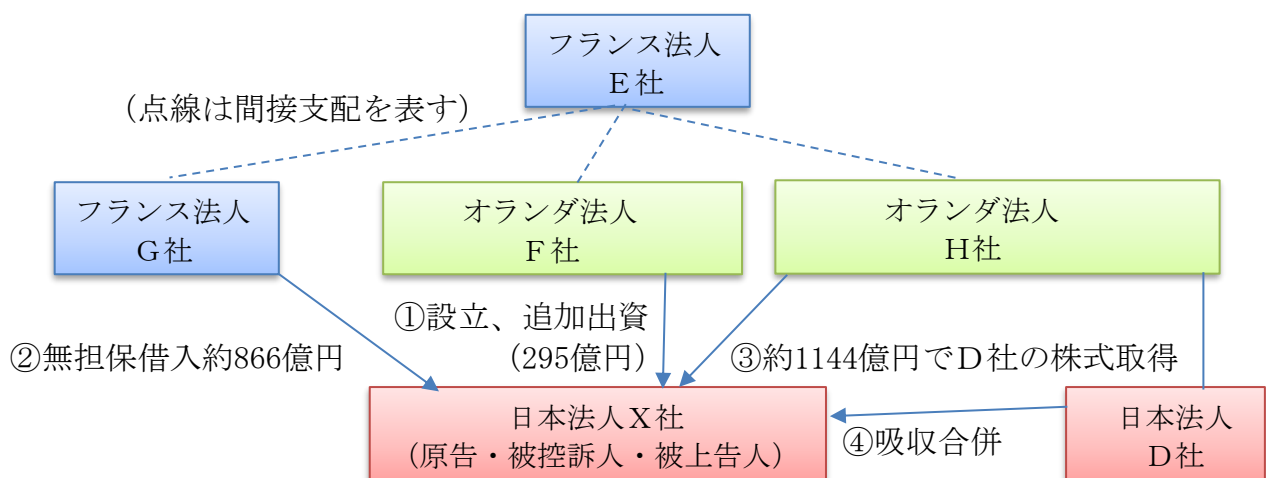 フランス法人
Ｅ社
（点線は間接支配を表す）
フランス法人
Ｇ社
オランダ法人
Ｆ社
オランダ法人
Ｈ社
①設立、追加出資
（295億円）
②無担保借入約866億円
③約1144億円でＤ社の株式取得
日本法人Ｘ社
（原告・被控訴人・被上告人）
④吸収合併
日本法人
Ｄ社